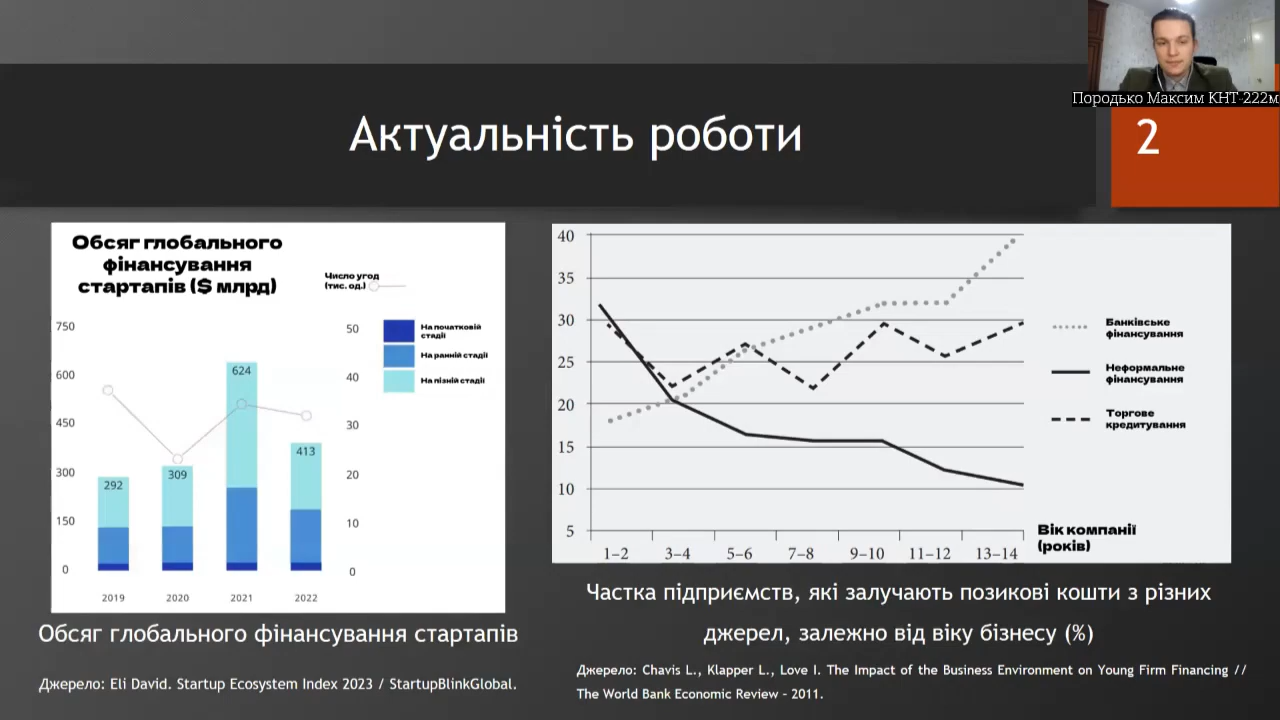 Породько Максим КНТ-222м
Актуальність роботи
2
Обсяг глобального
фінансування
стартапів ($ млрд)
Число угод
(тис. од.)
750
600
450
300
150
0
50
40
30
20
10
0
На початковій
стадії
На ранній стадії
На пізній стадії
292
309
624
413
2019
2020
2021
2022
Обсяг глобального фінансування стартапів
Джерело: Eli David. Startup Ecosystem Index 2023 / StartupBlinkGlobal.
40
35
30
25
20
15
10
5
1–2
3–4
5–6
7–8
9–10
11–12
13–14
Банківське
фінансування
Неформальне
фінансування
Торгове
кредитування
Вік компанії
(років)
Частка підприємств, які залучають позикові кошти з різних
джерел, залежно від віку бізнесу (%)
Джерело: Chavis L., Klapper L., Love I. The Impact of the Business Environment on Young Firm Financing //
The World Bank Economic Review - 2011.